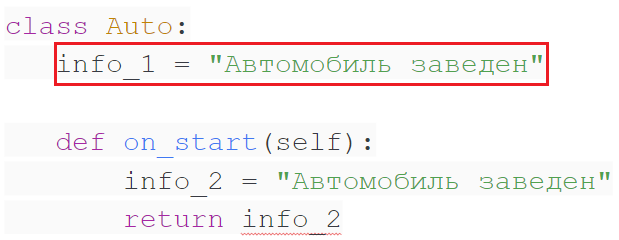 class Auto:
    info_1 = "Автомобиль заведен"
    def on_start(self):
        info_2 = "Автомобиль заведен"
        return info_2